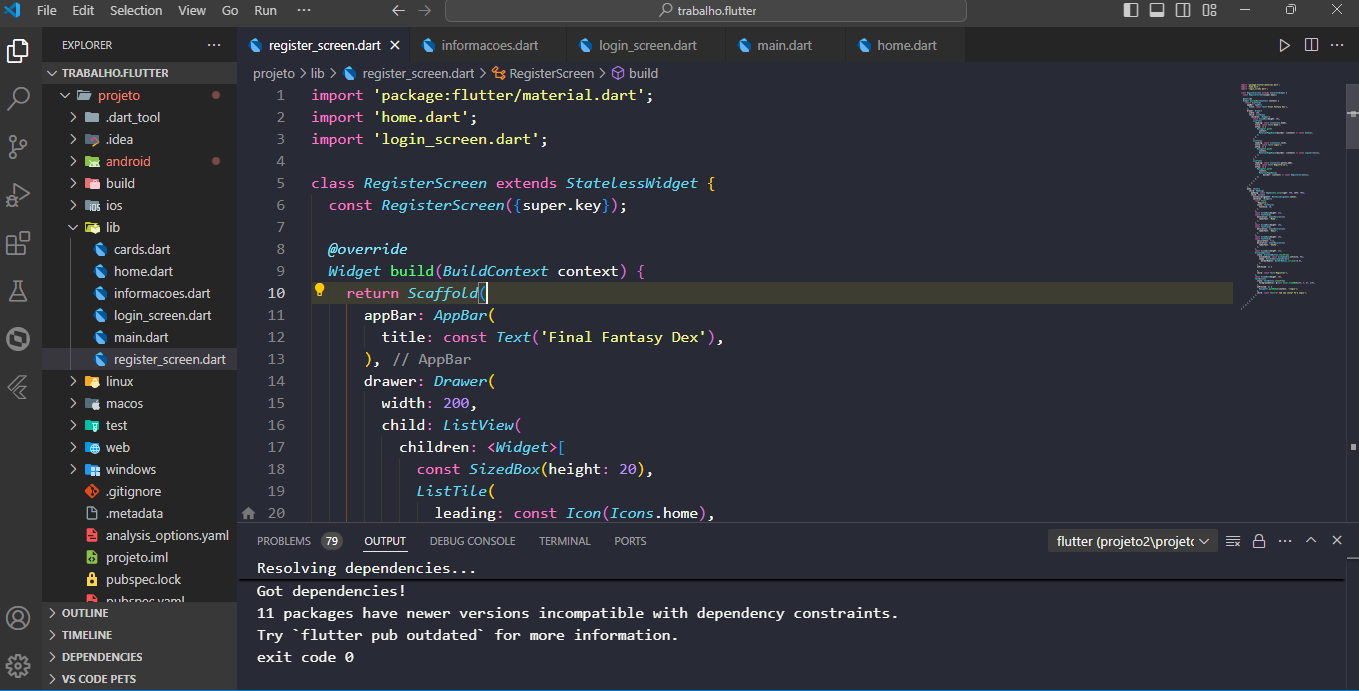 File Edit Selection View Go Run ··· trabalho.flutter
EXPLORER ···
TRABALHO.FLUTTER
projeto
.dart_tool
.idea
android
build
ios
lib
cards.dart
home.dart
informacoes.dart
login_screen.dart
main.dart
register_screen.dart
linux
macos
test
web
windows
.gitignore
.metadata
analysis_options.yaml
projeto.iml
pubspec.lock
pubspec.yaml
OUTLINE
TIMELINE
DEPENDENCIES
VS CODE PETS
register_screen.dart informacoes.dart login_screen.dart main.dart home.dart
projeto > lib > register_screen.dart > RegisterScreen > build
1 import 'package:flutter/material.dart';
2 import 'home.dart';
3 import 'login_screen.dart';
4
5 class RegisterScreen extends StatelessWidget {
6 const RegisterScreen({super.key});
7
8 @override
9 Widget build(BuildContext context) {
10 return Scaffold(
11 appBar: AppBar(
12 title: const Text('Final Fantasy Dex'),
13 ), // AppBar
14 drawer: Drawer(
15 width: 200,
16 child: ListView(
17 children: <Widget>[
18 const SizedBox(height: 20),
19 ListTile(
20 leading: const Icon(Icons.home),
PROBLEMS 79 OUTPUT DEBUG CONSOLE TERMINAL PORTS flutter (projeto2\projeto
Resolving dependencies...
Got dependencies!
11 packages have newer versions incompatible with dependency constraints.
Try `flutter pub outdated` for more information.
exit code 0